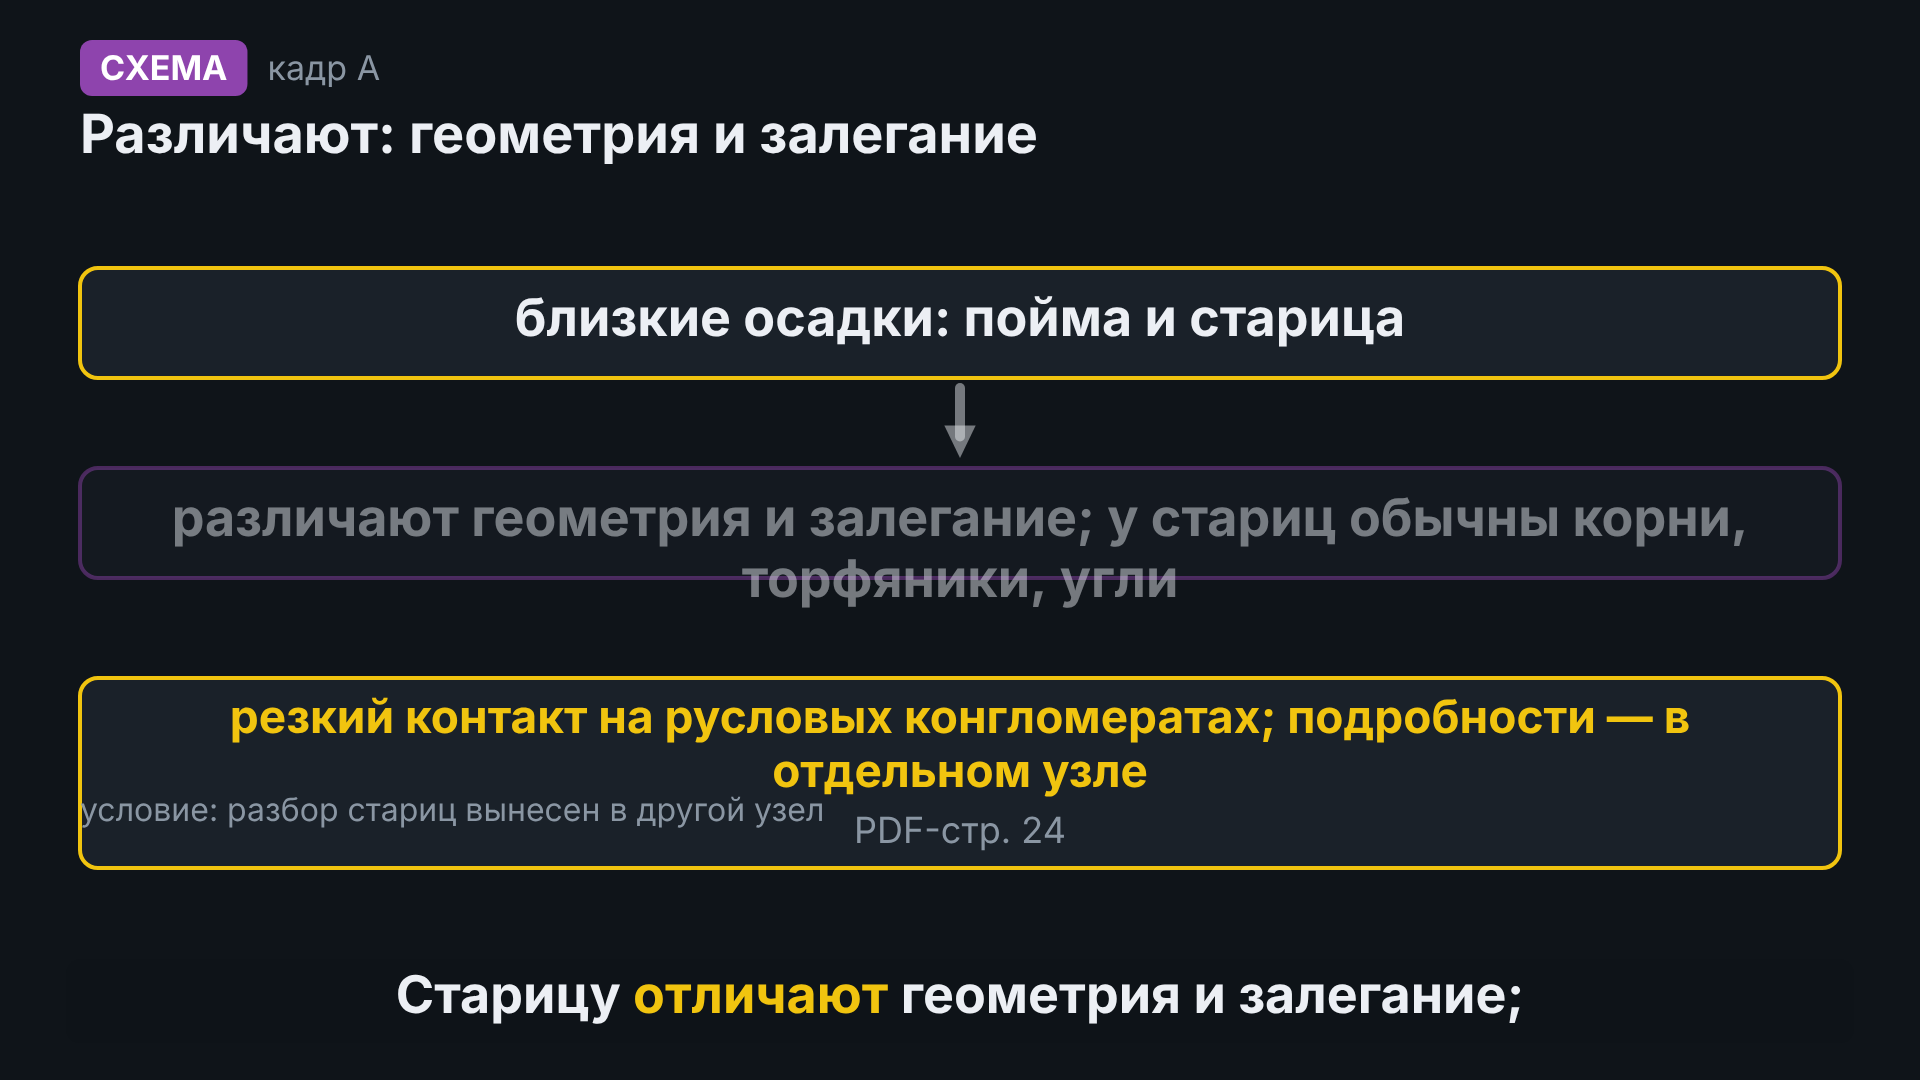 СХЕМА кадр А
Различают: геометрия и залегание
близкие осадки: пойма и старица
различают геометрия и залегание; у стариц обычны корни,
торфяники, угли
резкий контакт на русловых конгломератах; подробности — в
отдельном узле
условие: разбор стариц вынесен в другой узел
PDF-стр. 24
Старицу отличают геометрия и залегание;